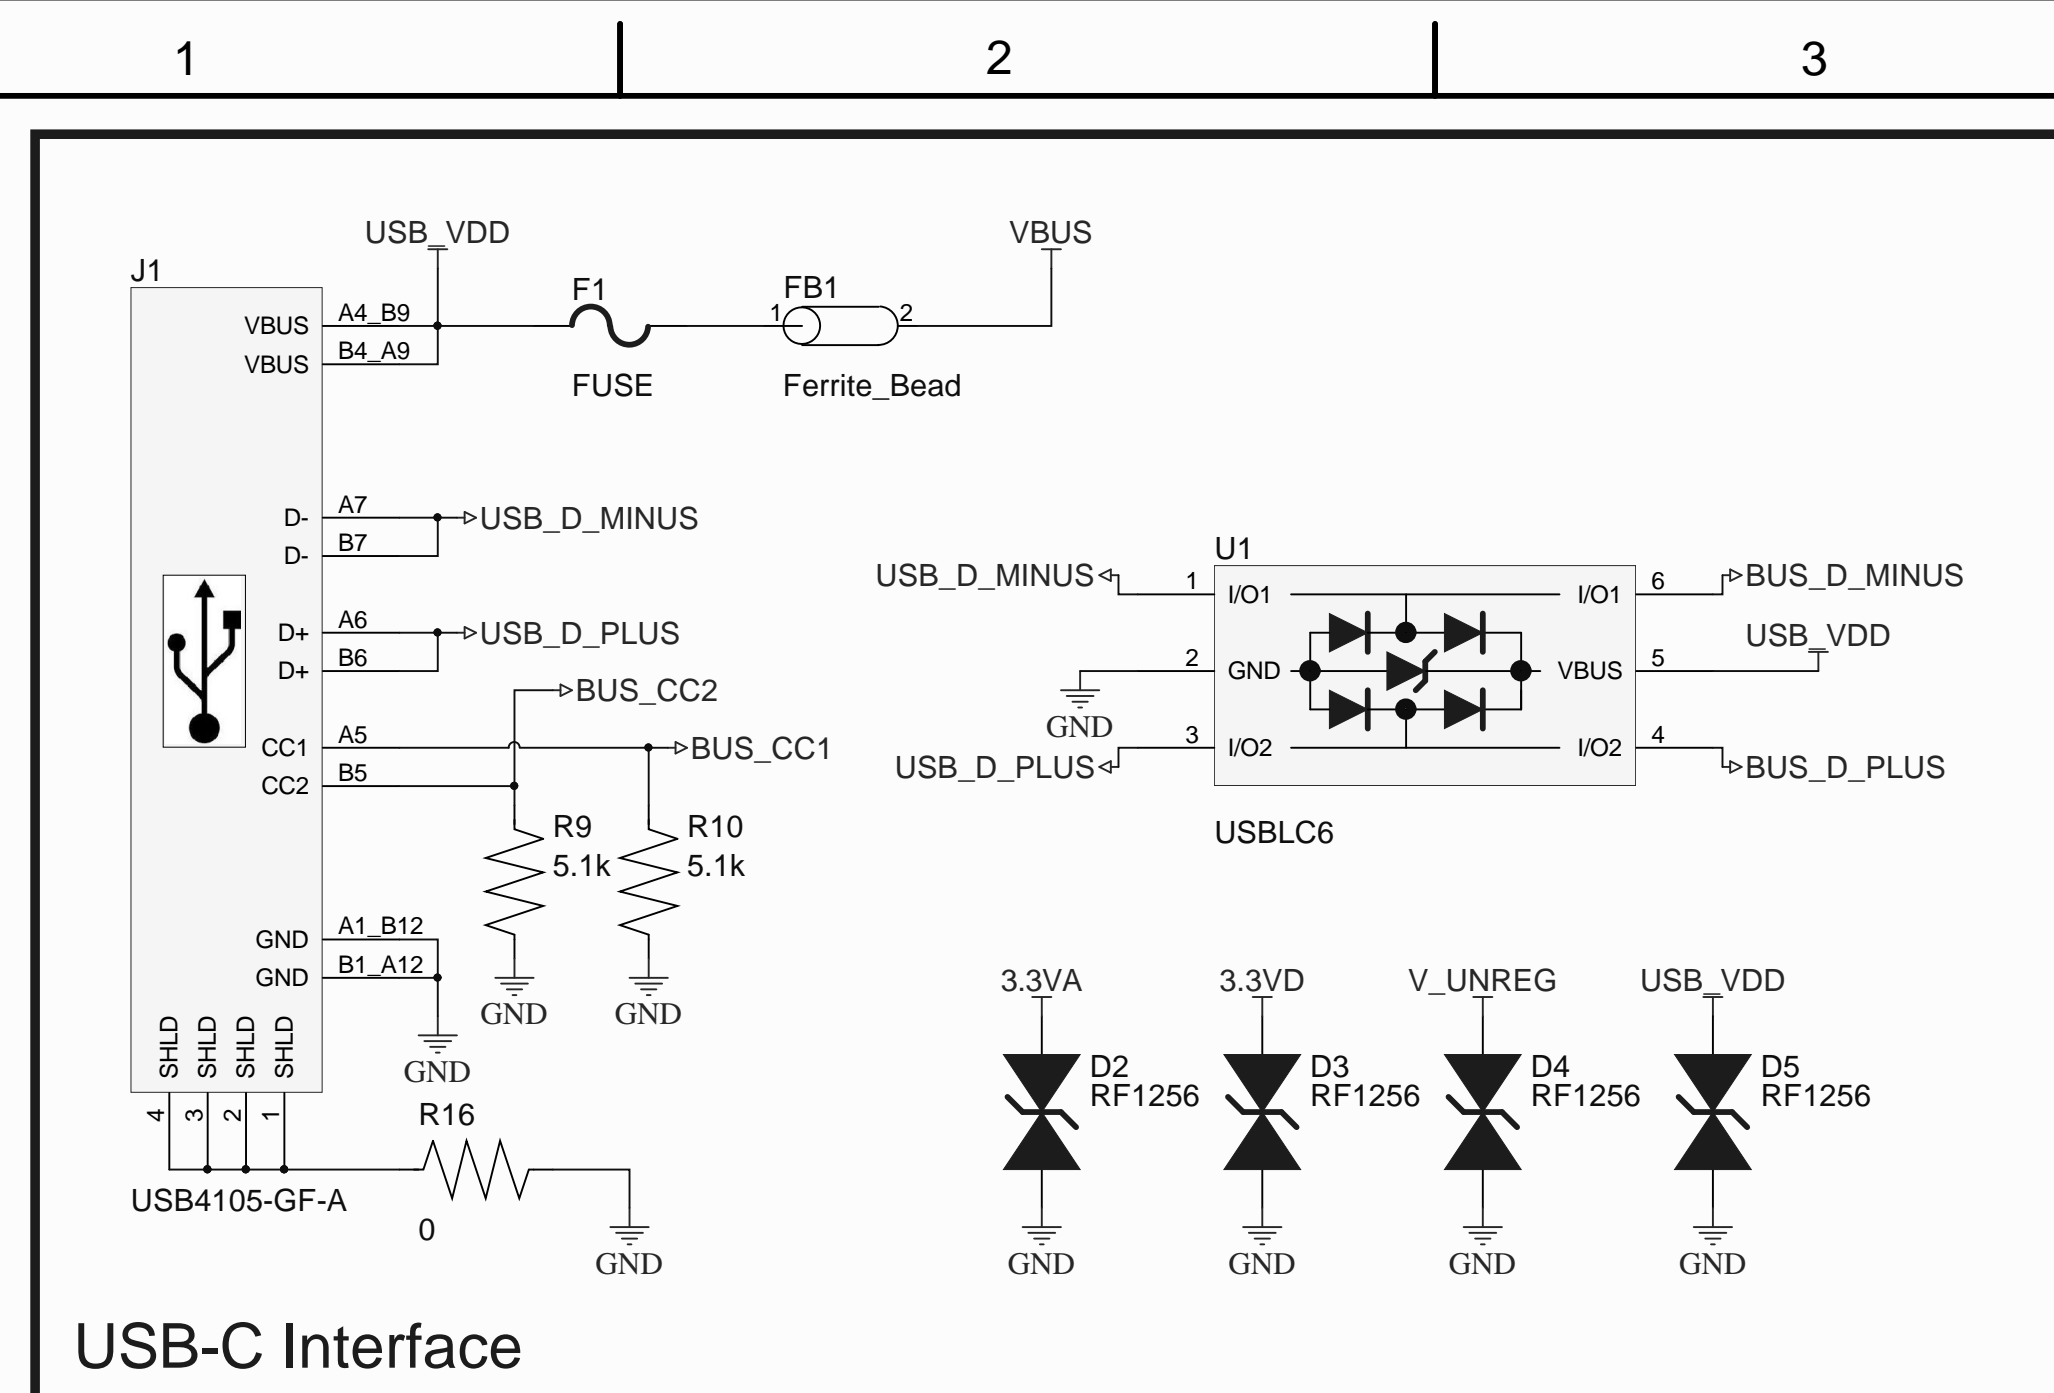 1 2 3
USB_VDD VBUS
J1
F1 FB1
VBUS A4_B9 1 2
VBUS B4_A9
FUSE Ferrite_Bead
D- A7 USB_D_MINUS
D- B7
U1
USB_D_MINUS 1 I/O1 I/O1 6 BUS_D_MINUS
D+ A6 USB_D_PLUS
D+ B6
USB_VDD
2 GND VBUS 5
BUS_CC2
GND
CC1 A5 BUS_CC1
CC2 B5
USB_D_PLUS 3 I/O2 I/O2 4 BUS_D_PLUS
R9 R10
5.1k 5.1k
USBLC6
GND A1_B12
GND B1_A12
GND GND
3.3VA 3.3VD V_UNREG USB_VDD
SHLD SHLD SHLD SHLD
GND
D2 D3 D4 D5
RF1256 RF1256 RF1256 RF1256
4 3 2 1
R16
USB4105-GF-A
0
GND
GND GND GND GND
USB-C Interface